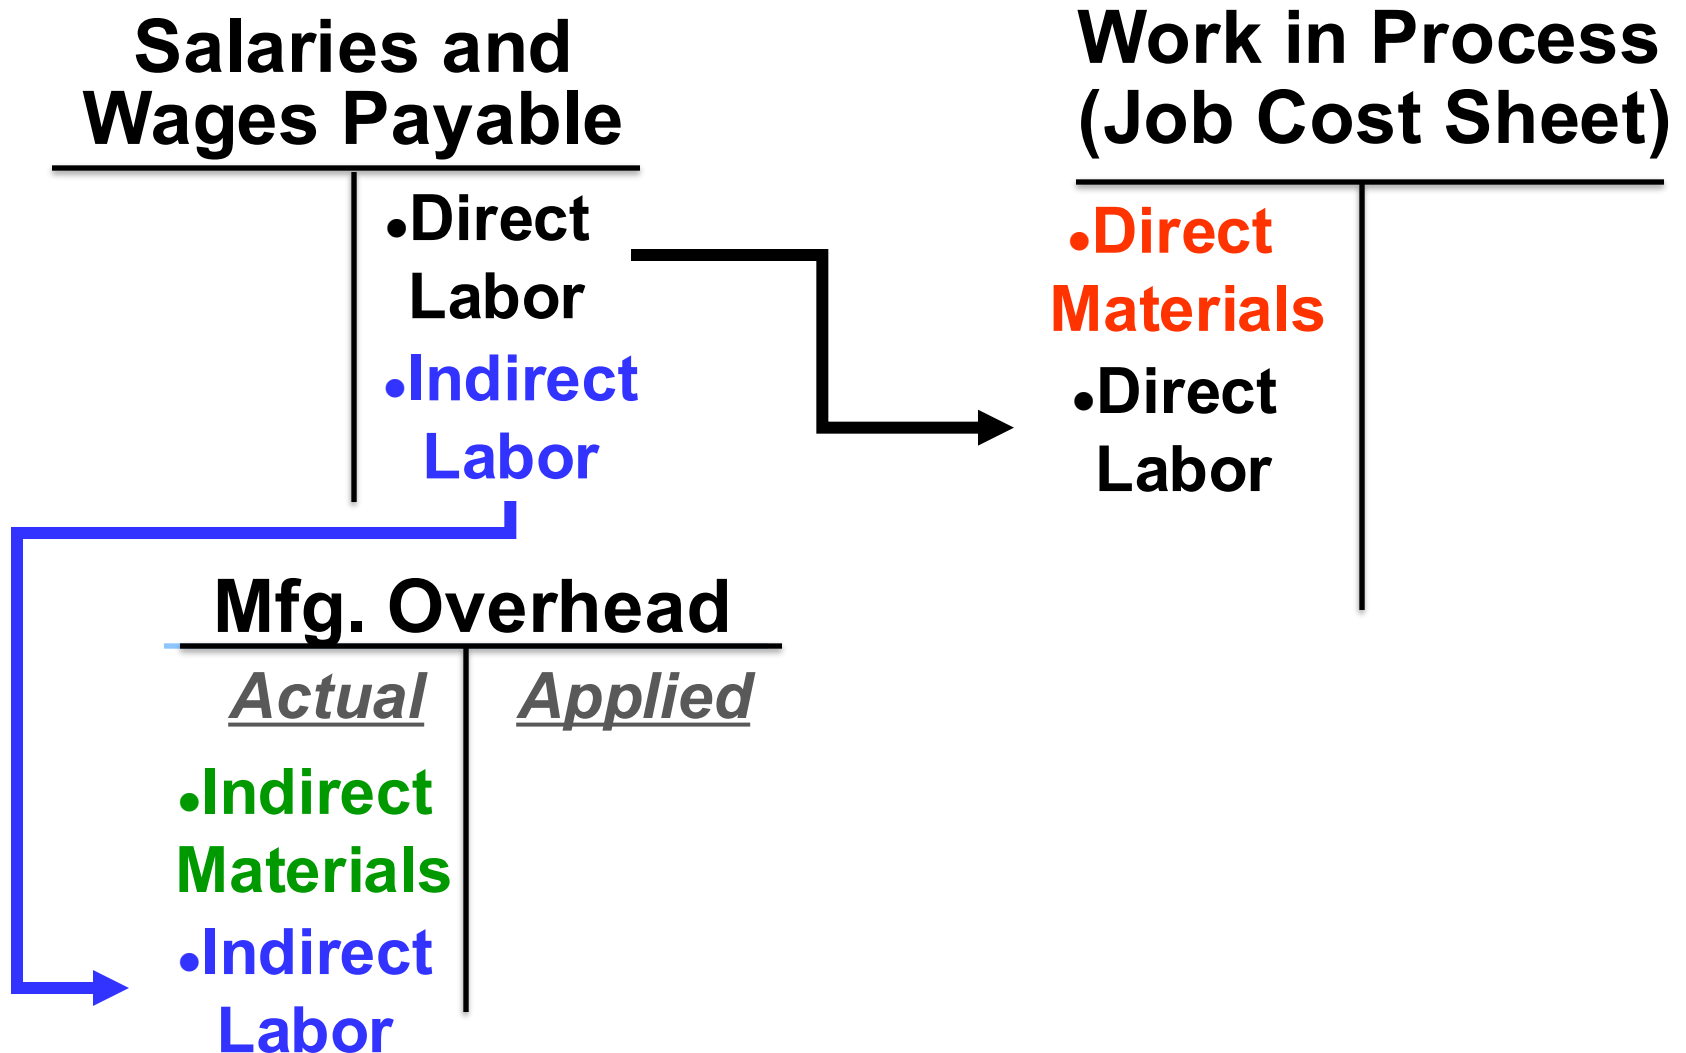 Salaries and
Wages Payable
•Direct
Labor
•Indirect
Labor
Work in Process
(Job Cost Sheet)
•Direct
Materials
•Direct
Labor
Mfg. Overhead
Actual
Applied
•Indirect
Materials
•Indirect
Labor